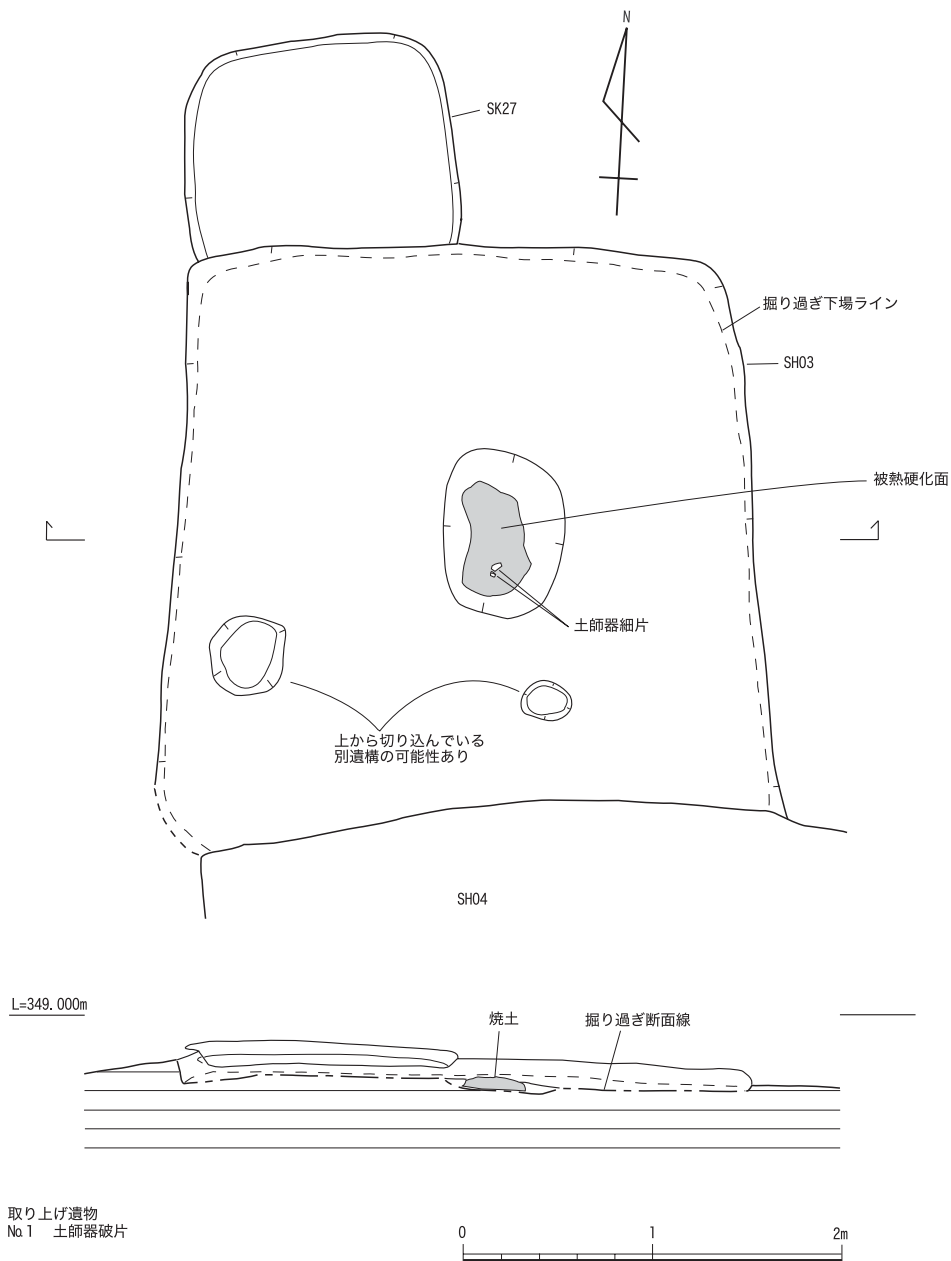 N
SK27
掘り過ぎ下場ライン
SH03
被熱硬化面
土師器細片
上から切り込んでいる
別遺構の可能性あり
SH04
L=349.000m
焼土
掘り過ぎ断面線
取り上げ遺物
No.1 土師器破片
0 1 2m